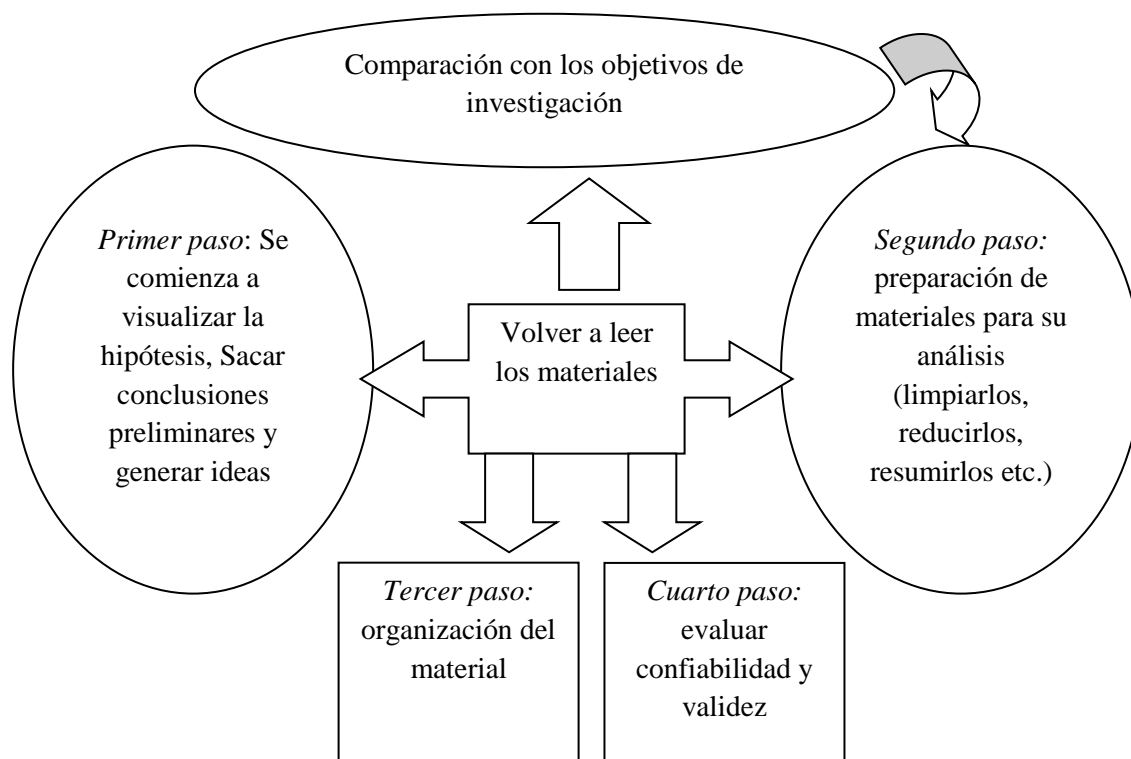 Comparación con los objetivos de
investigación
Primer paso: Se
comienza a
visualizar la
hipótesis, Sacar
conclusiones
preliminares y
generar ideas
Volver a leer
los materiales
Segundo paso:
preparación de
materiales para su
análisis
(limpiarlos,
reducirlos,
resumirlos etc.)
Tercer paso:
organización del
material
Cuarto paso:
evaluar
confiabilidad y
validez